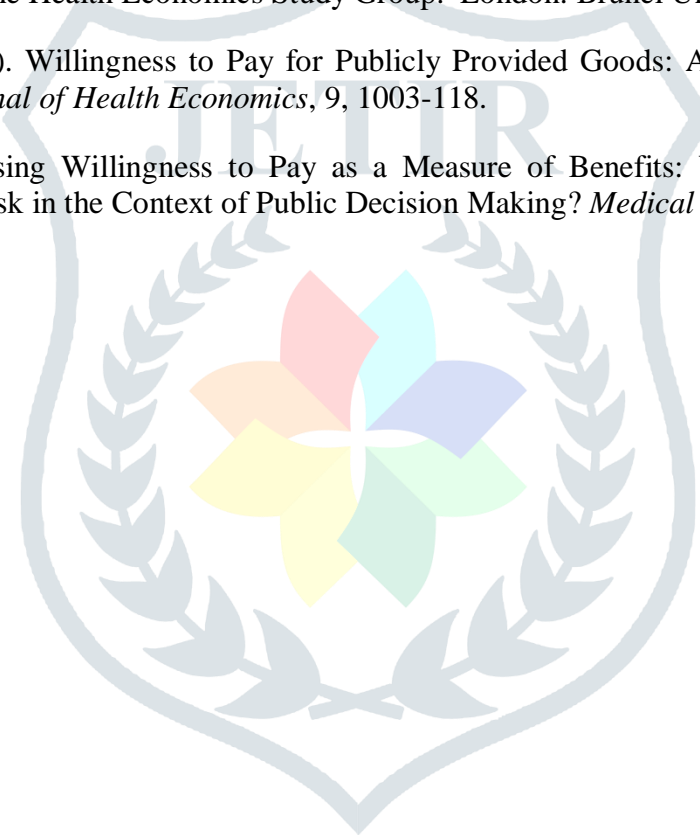 Health Economics Study Group. London: Brunel
). Willingness to Pay for Publicly Provided Goods: A
nal of Health Economics, 9, 1003-118.
sing Willingness to Pay as a Measure of Benefits:
sk in the Context of Public Decision Making? Medical
JETIR